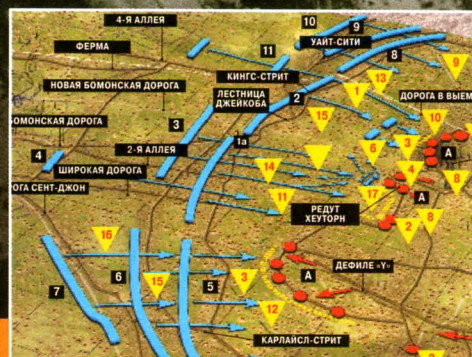 4-Я АЛЛЕЯ
10
9
ФЕРМА
УАЙТ-СИТИ
11
8
9
КИНГС-СТРИТ
13
НОВАЯ БОМОНСКАЯ ДОРОГА
ЛЕСТНИЦА
ДЖЕЙКОБА
2
1
ДОРОГА В ВЫЕМ
15
10
ОМОНСКАЯ ДОРОГА
3
1а
3
А
2-Я АЛЛЕЯ
6
4
14
4
8
ШИРОКАЯ ДОРОГА
17
А
ОГА СЕНТ-ДЖОН
11
РЕДУТ
ХЕУТОРН
2
8
16
6
15
5
3
А
ДЕФИЛЕ «Y»
7
12
КАРЛАЙСЛ-СТРИТ